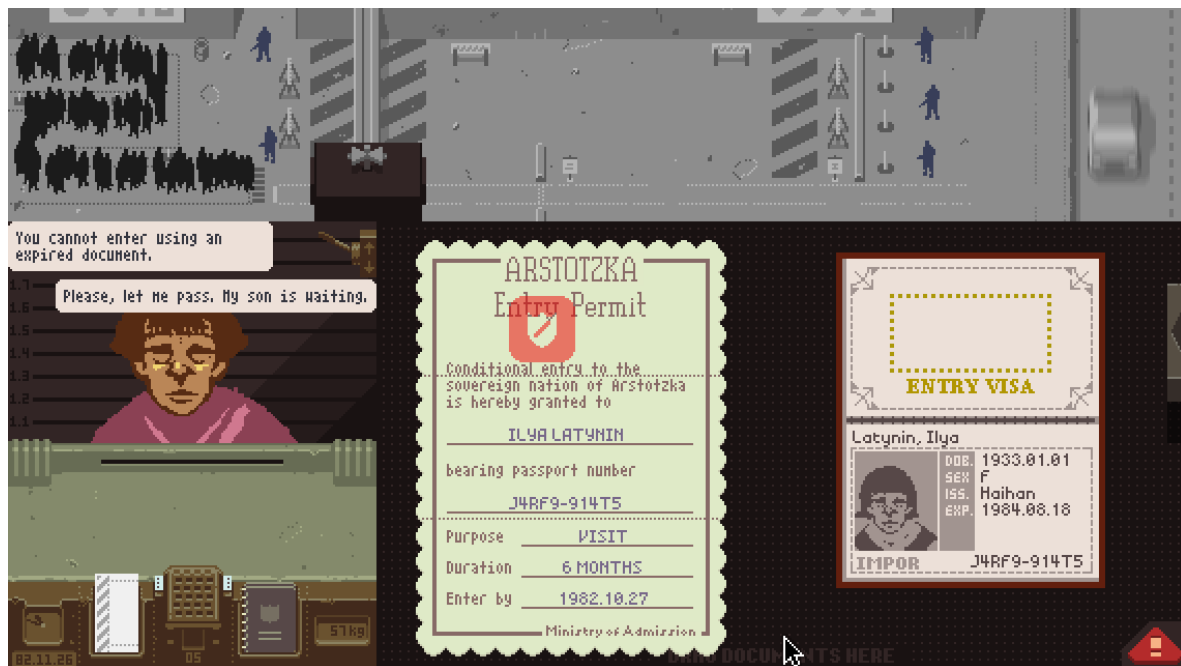 You cannot enter using an
expired document.
Please, let me pass. My son is waiting.
1.7
1.6
1.5
1.4
1.3
1.2
1.1
57kg
82.11.26
05
ARSTOTZKA
Entry Permit
Conditional entry to the
sovereign nation of Arstotzka
is hereby granted to
ILYA LATYNIN
bearing passport number
J4RF9-914T5
Purpose VISIT
Duration 6 MONTHS
Enter by 1982.10.27
Ministry of Admission
ENTRY VISA
Latynin, Ilya
DOB. 1933.01.01
SEX F
ISS. Haihan
EXP. 1984.08.18
IMPOR J4RF9-914T5
DOCUMENTS HERE